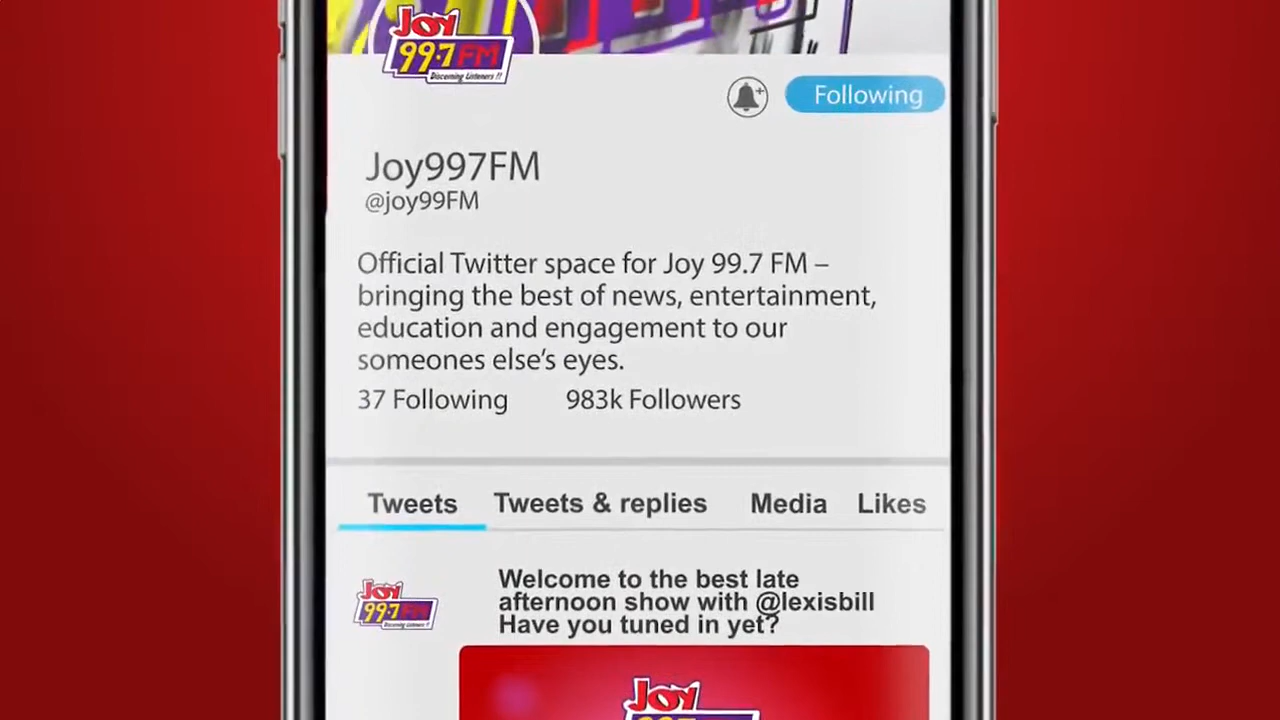 JOY
99.7 FM
Discerning Listeners !!
Following
Joy997FM
@joy99FM
Official Twitter space for Joy 99.7 FM –
bringing the best of news, entertainment,
education and engagement to our
someones else's eyes.
37 Following 983k Followers
Tweets Tweets & replies Media Likes
JOY
99.7 FM
Discerning Listeners !!
Welcome to the best late
afternoon show with @lexisbill
Have you tuned in yet?
JOY